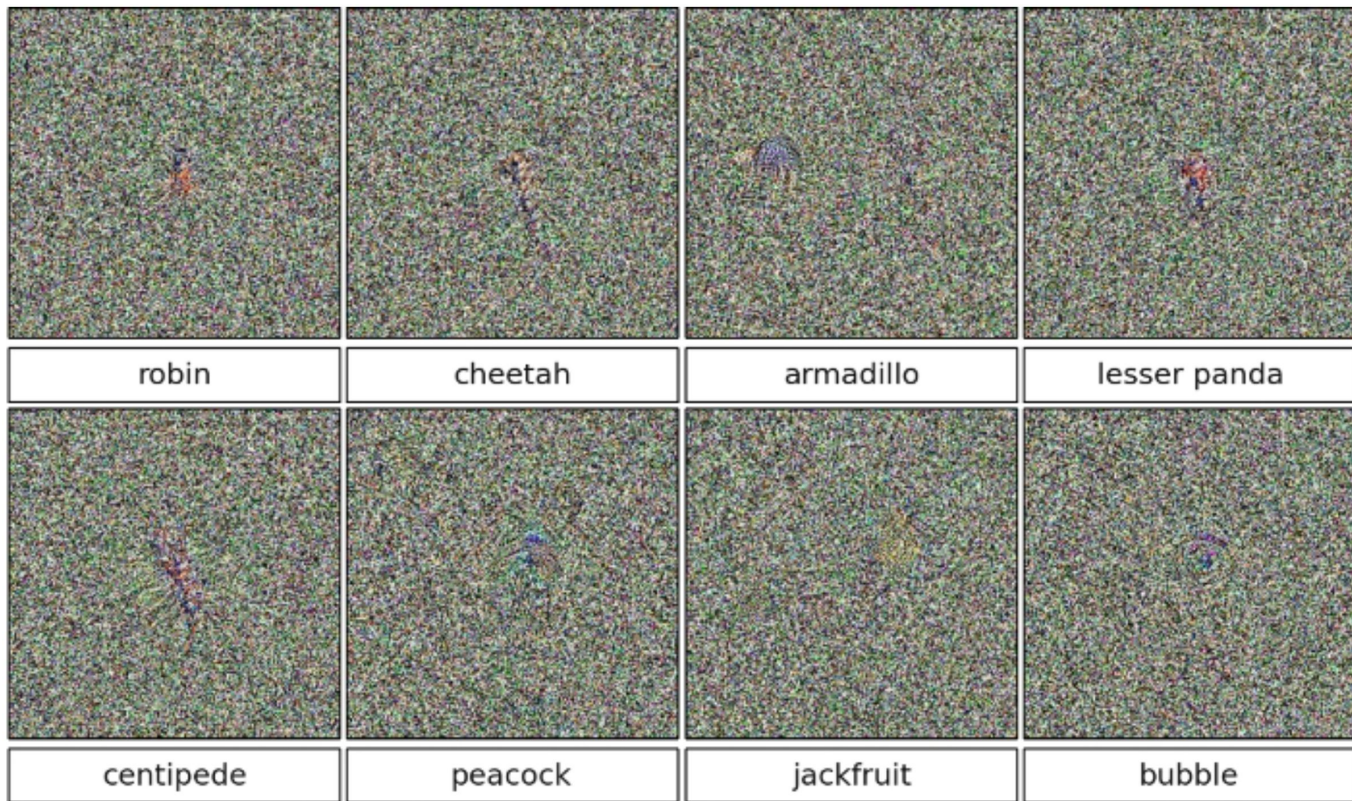 robin
cheetah
armadillo
lesser panda
centipede
peacock
jackfruit
bubble